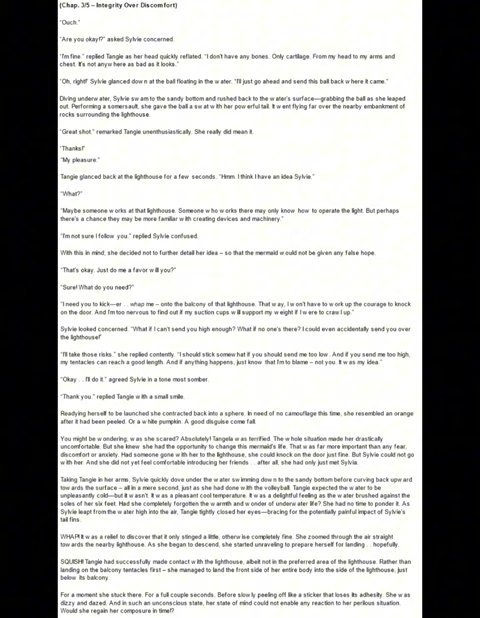 (Chap. 3/5 – Integrity Over Discomfort)
"Ouch."
"Are you okay!?" asked Sylvie concerned.
"I'm fine." replied Tangie as her head quickly reflated. "I don't have any bones. Only cartilage. From my head to my arms and
chest. It's not anywhere as bad as it looks."
"Oh, right!" Sylvie glanced down at the ball floating in the water. "I'll just go ahead and send this ball back where it came."
Diving underwater, Sylvie swam to the sandy bottom and rushed back to the water's surface—grabbing the ball as she leaped
out. Performing a somersault, she gave the ball a swat with her powerful tail. It went flying far over the nearby embankment of
rocks surrounding the lighthouse.
"Great shot." remarked Tangie unenthusiastically. She really did mean it.
"Thanks!"
"My pleasure."
Tangie glanced back at the lighthouse for a few seconds. "Hmm. I think I have an idea Sylvie."
"What?"
"Maybe someone works at that lighthouse. Someone who works there may only know how to operate the light. But perhaps
there's a chance they may be more familiar with creating devices and machinery."
"I'm not sure I follow you." replied Sylvie confused.
With this in mind; she decided not to further detail her idea – so that the mermaid would not be given any false hope.
"That's okay. Just do me a favor will you?"
"Sure! What do you need?"
"I need you to kick—er . . whap me – onto the balcony of that lighthouse. That way, I won't have to work up the courage to knock
on the door. And I'm too nervous to find out if my suction cups will support my weight if I were to crawl up."
Sylvie looked concerned. "What if I can't send you high enough? What if no one's there? I could even accidentally send you over
the lighthouse!"
"I'll take those risks." she replied contently. "I should stick somewhat if you should send me too low. And if you send me too high,
my tentacles can reach a good length. And if anything happens, just know that I'm to blame – not you. It was my idea."
"Okay . . I'll do it." agreed Sylvie in a tone most somber.
"Thank you." replied Tangie with a small smile.
Readying herself to be launched she contracted back into a sphere. In need of no camouflage this time, she resembled an orange
after it had been peeled. Or a white pumpkin. A good disguise come fall.
You might be wondering; was she scared? Absolutely! Tangela was terrified. The whole situation made her drastically
uncomfortable. But she knew she had the opportunity to change this mermaid's life. That was far more important than any fear,
discomfort or anxiety. Had someone gone with her to the lighthouse, she could knock on the door just fine. But Sylvie could not go
with her. And she did not yet feel comfortable introducing her friends . . after all, she had only just met Sylvia.
Taking Tangie in her arms, Sylvie quickly dove under the water swimming down to the sandy bottom before curving back upward
towards the surface – all in a mere second, just as she had done with the volleyball. Tangie expected the water to be
unpleasantly cold—but it wasn't. It was a pleasant cool temperature. It was a delightful feeling as the water brushed against the
soles of her six feet. Had she completely forgotten the warmth and wonder of underwater life? She had no time to ponder it. As
Sylvie leapt from the water high into the air, Tangie tightly closed her eyes—bracing for the potentially painful impact of Sylvie's
tail fins.
WHAP!! It was a relief to discover that it only stinged a little, otherwise completely fine. She zoomed through the air straight
towards the nearby lighthouse. As she began to descend, she started unraveling to prepare herself for landing . . hopefully.
SQUISH! Tangie had successfully made contact with the lighthouse, albeit not in the preferred area of the lighthouse. Rather than
landing on the balcony tentacles first – she managed to land the front side of her entire body into the side of the lighthouse, just
below its balcony.
For a moment she stuck there. For a full couple seconds. Before slowly peeling off like a sticker that loses its adhesity. She was
dizzy and dazed. And in such an unconscious state, her state of mind could not enable any reaction to her perilous situation.
Would she regain her composure in time!?